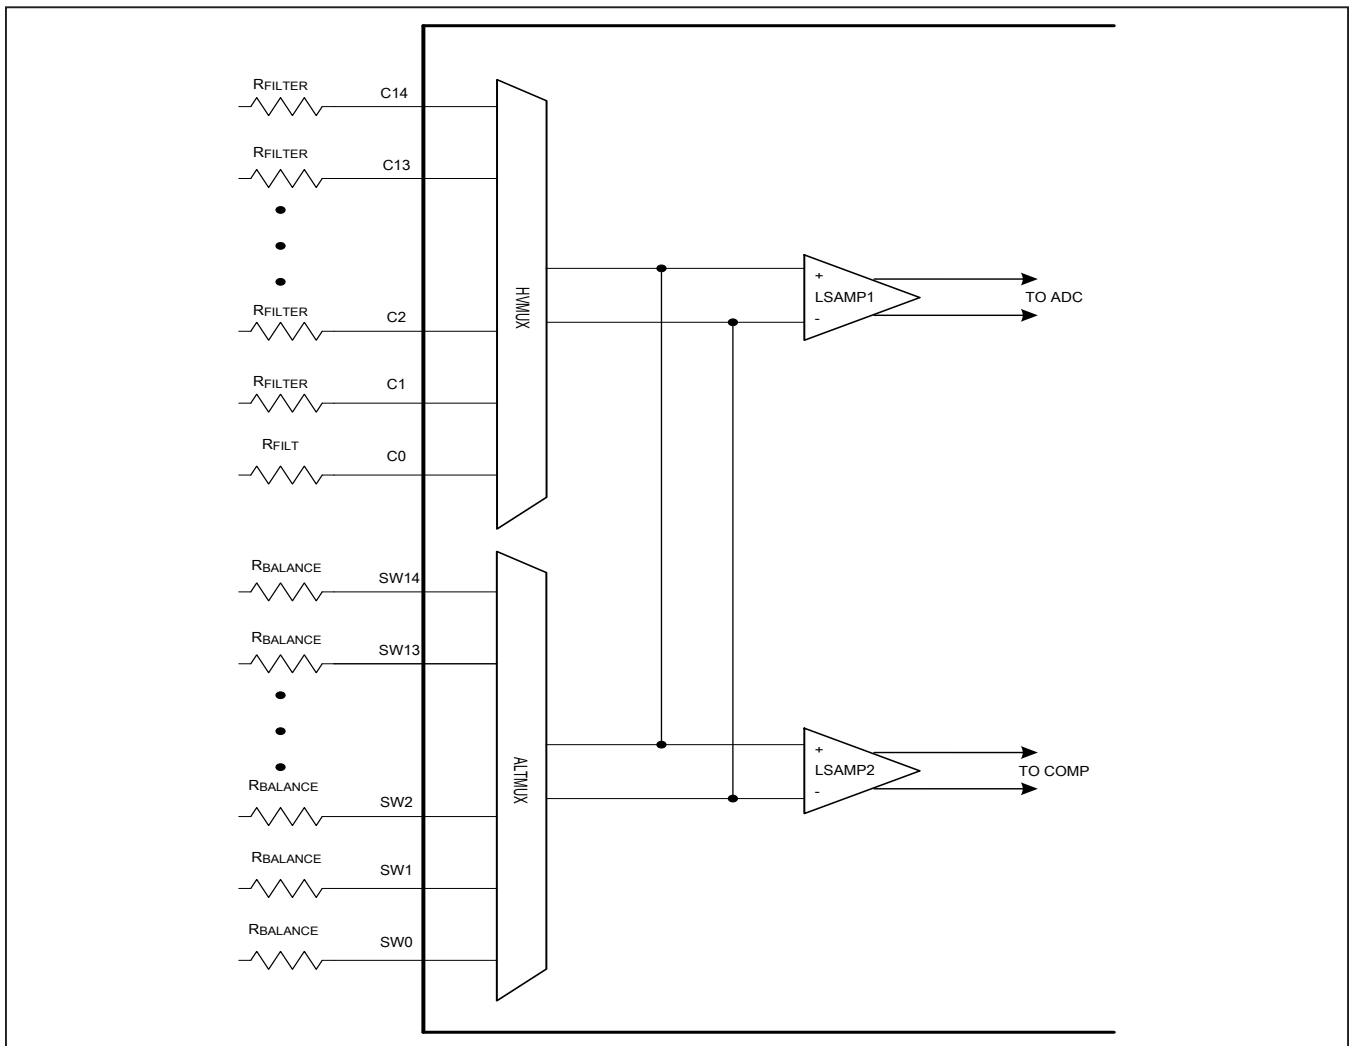 RFILTER
C14
RFILTER
C13
RFILTER
C2
RFILTER
C1
RFILT
C0
HVMUX
+
LSAMP1
-
TO ADC
RBALANCE
SW14
RBALANCE
SW13
RBALANCE
SW2
RBALANCE
SW1
RBALANCE
SW0
ALTMUX
+
LSAMP2
-
TO COMP